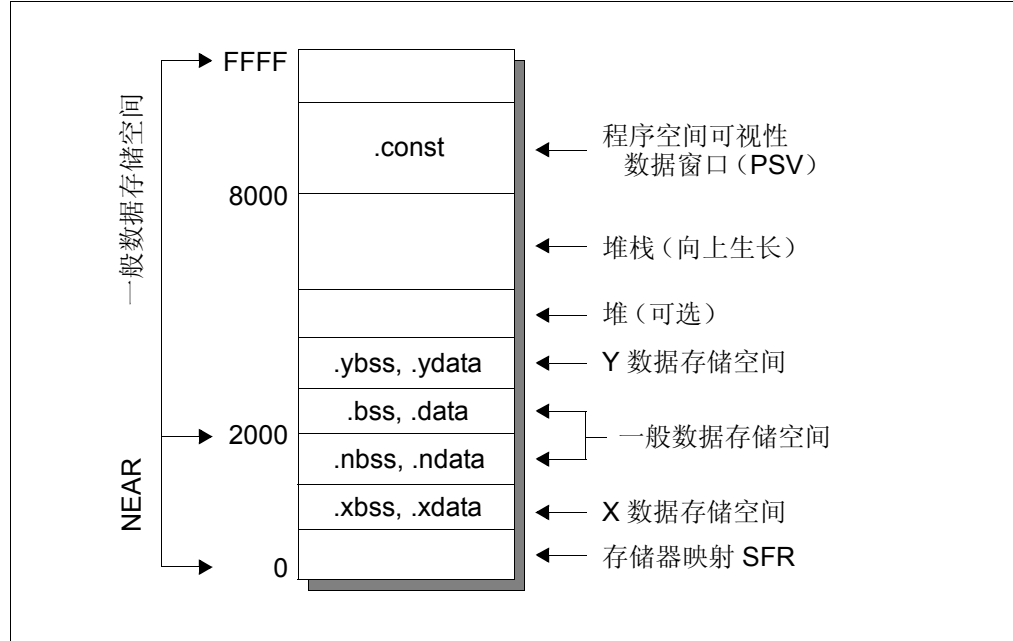 FFFF
一般数据存储空间
.const
程序空间可视性
数据窗口（PSV）
8000
堆栈（向上生长）
堆（可选）
.ybss, .ydata
Y 数据存储空间
.bss, .data
2000
一般数据存储空间
.nbss, .ndata
NEAR
.xbss, .xdata
X 数据存储空间
存储器映射 SFR
0